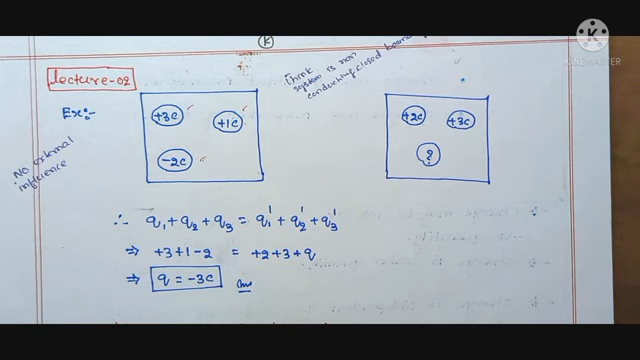 (K)
KINEMASTER
Lecture-02
Think
system is non
conducting closed
Ex:-
+3C
+1C
-2C
+2C
+3C
?
No external
influence
∴ q₁+q₂+q₃ = q₁'+q₂'+q₃'
⇒ +3+1-2 = +2+3+q
⇒ q = -3C Ans